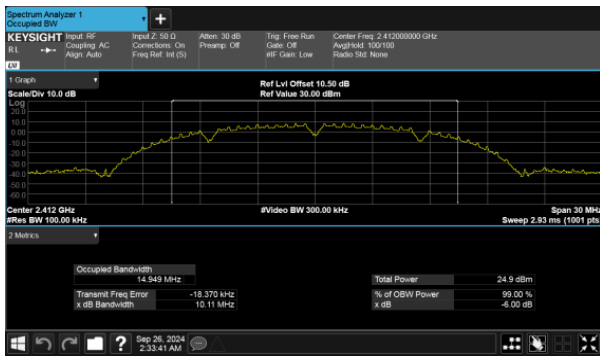 Spectrum Analyzer 1
Occupied BW
+
KEYSIGHT Input: RF Input Z: 50 Ω Atten: 30 dB Trig: Free Run Center Freq: 2.412000000 GHz
RL Coupling: AC Corrections: On Preamp: Off Gate: Off Avg|Hold: 100/100
Align: Auto Freq Ref: Int (S) #IF Gain: Low Radio Std: None
1 Graph
Ref Lvl Offset 10.50 dB
Scale/Div 10.0 dB Ref Value 30.00 dBm
Log
20.0
10.0
0.00
-10.0
-20.0
-30.0
-40.0
-50.0
-60.0
Center 2.412 GHz #Video BW 300.00 kHz Span 30 MHz
#Res BW 100.00 kHz Sweep 2.93 ms (1001 pts
2 Metrics
Occupied Bandwidth
14.949 MHz Total Power 24.9 dBm
Transmit Freq Error -18.370 kHz % of OBW Power 99.00 %
x dB Bandwidth 10.11 MHz x dB -6.00 dB
? Sep 26, 2024
2:33:41 AM